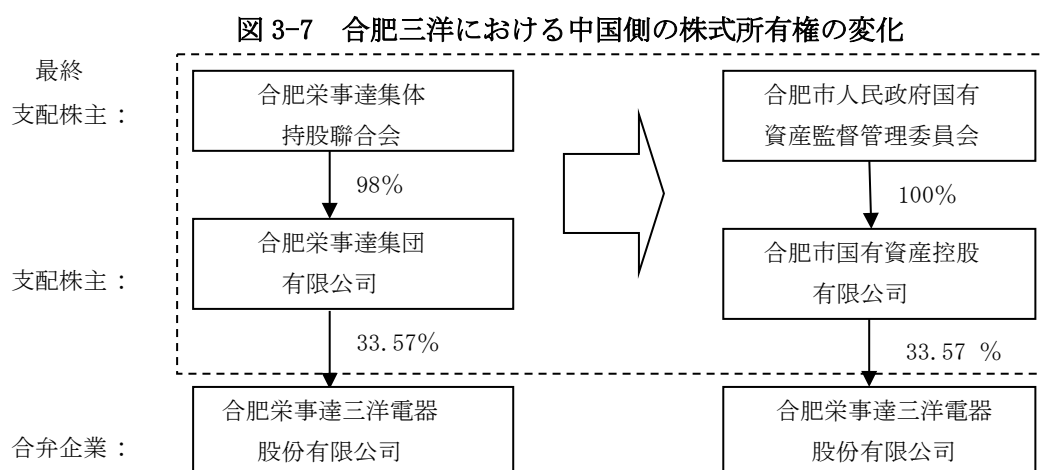 図 3-7 合肥三洋における中国側の株式所有権の変化
最終
支配株主：
合肥栄事達集体
持股聯合会
合肥市人民政府国有
資産監督管理委員会
98%
100%
支配株主：
合肥栄事達集団
有限公司
合肥市国有資産控股
有限公司
33.57%
33.57 %
合弁企業：
合肥栄事達三洋電器
股份有限公司
合肥栄事達三洋電器
股份有限公司